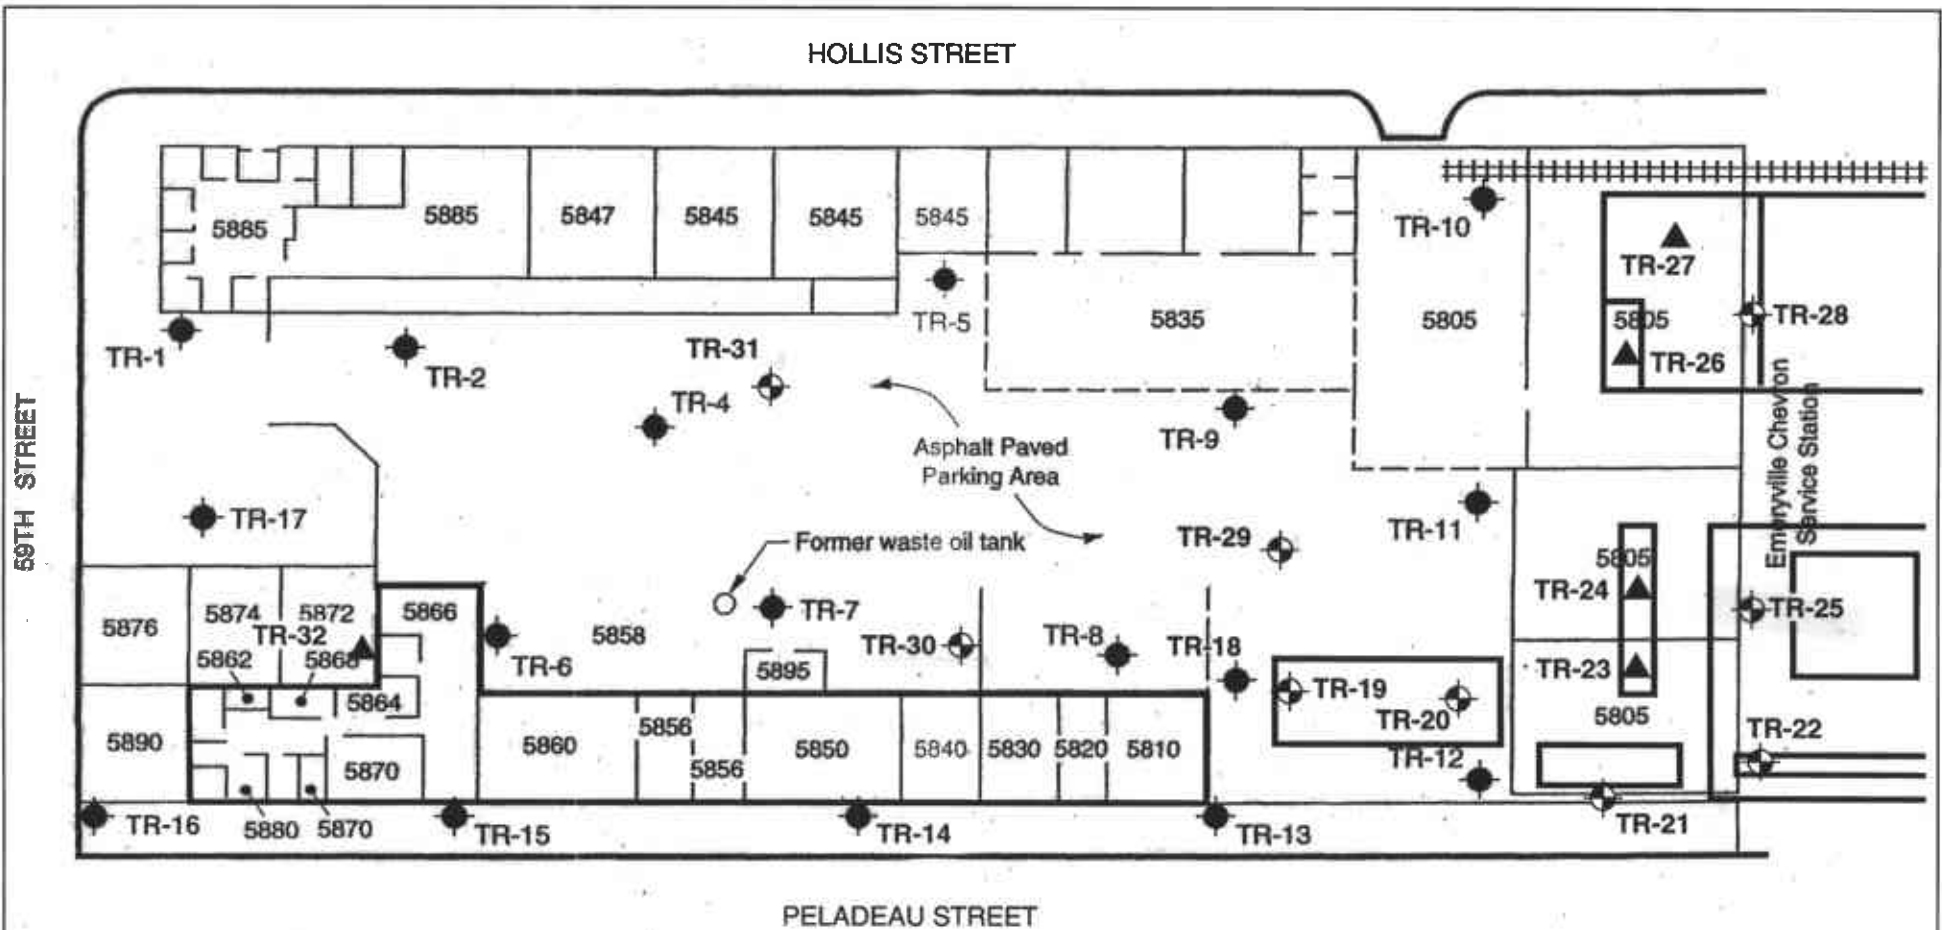 HOLLIS STREET
5885
5885
5847
5845
5845
5845
TR-10
TR-27
5835
5805
5805
TR-28
TR-26
TR-1
TR-2
TR-31
TR-5
TR-4
TR-9
59TH STREET
Asphalt Paved
Parking Area
Emeryville Chevron
Service Station
TR-17
TR-11
TR-29
Former waste oil tank
5805
TR-24
TR-25
5876
5874
5872
5866
TR-32
5862
5868
TR-6
5858
TR-7
TR-30
TR-8
TR-18
5895
TR-23
TR-19
TR-20
5864
5805
TR-22
5890
5870
5860
5856
5856
5850
5840
5830
5820
5810
TR-12
TR-16
5880
5870
TR-15
TR-14
TR-13
TR-21
PELADEAU STREET